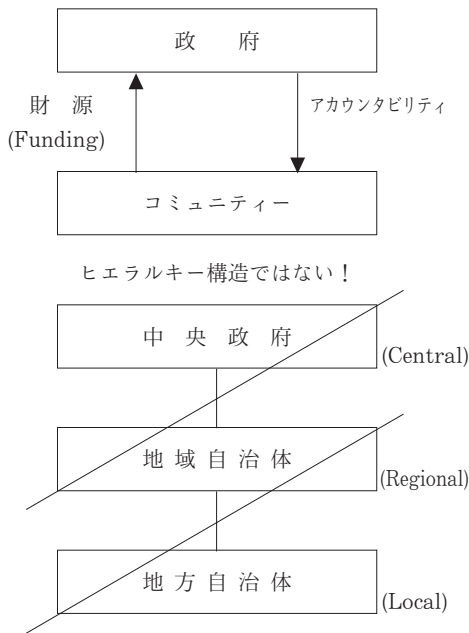 政府
財源
(Funding)
アカウンタビリティ
コミュニティー
ヒエラルキー構造ではない！
中央政府
(Central)
地域自治体
(Regional)
地方自治体
(Local)